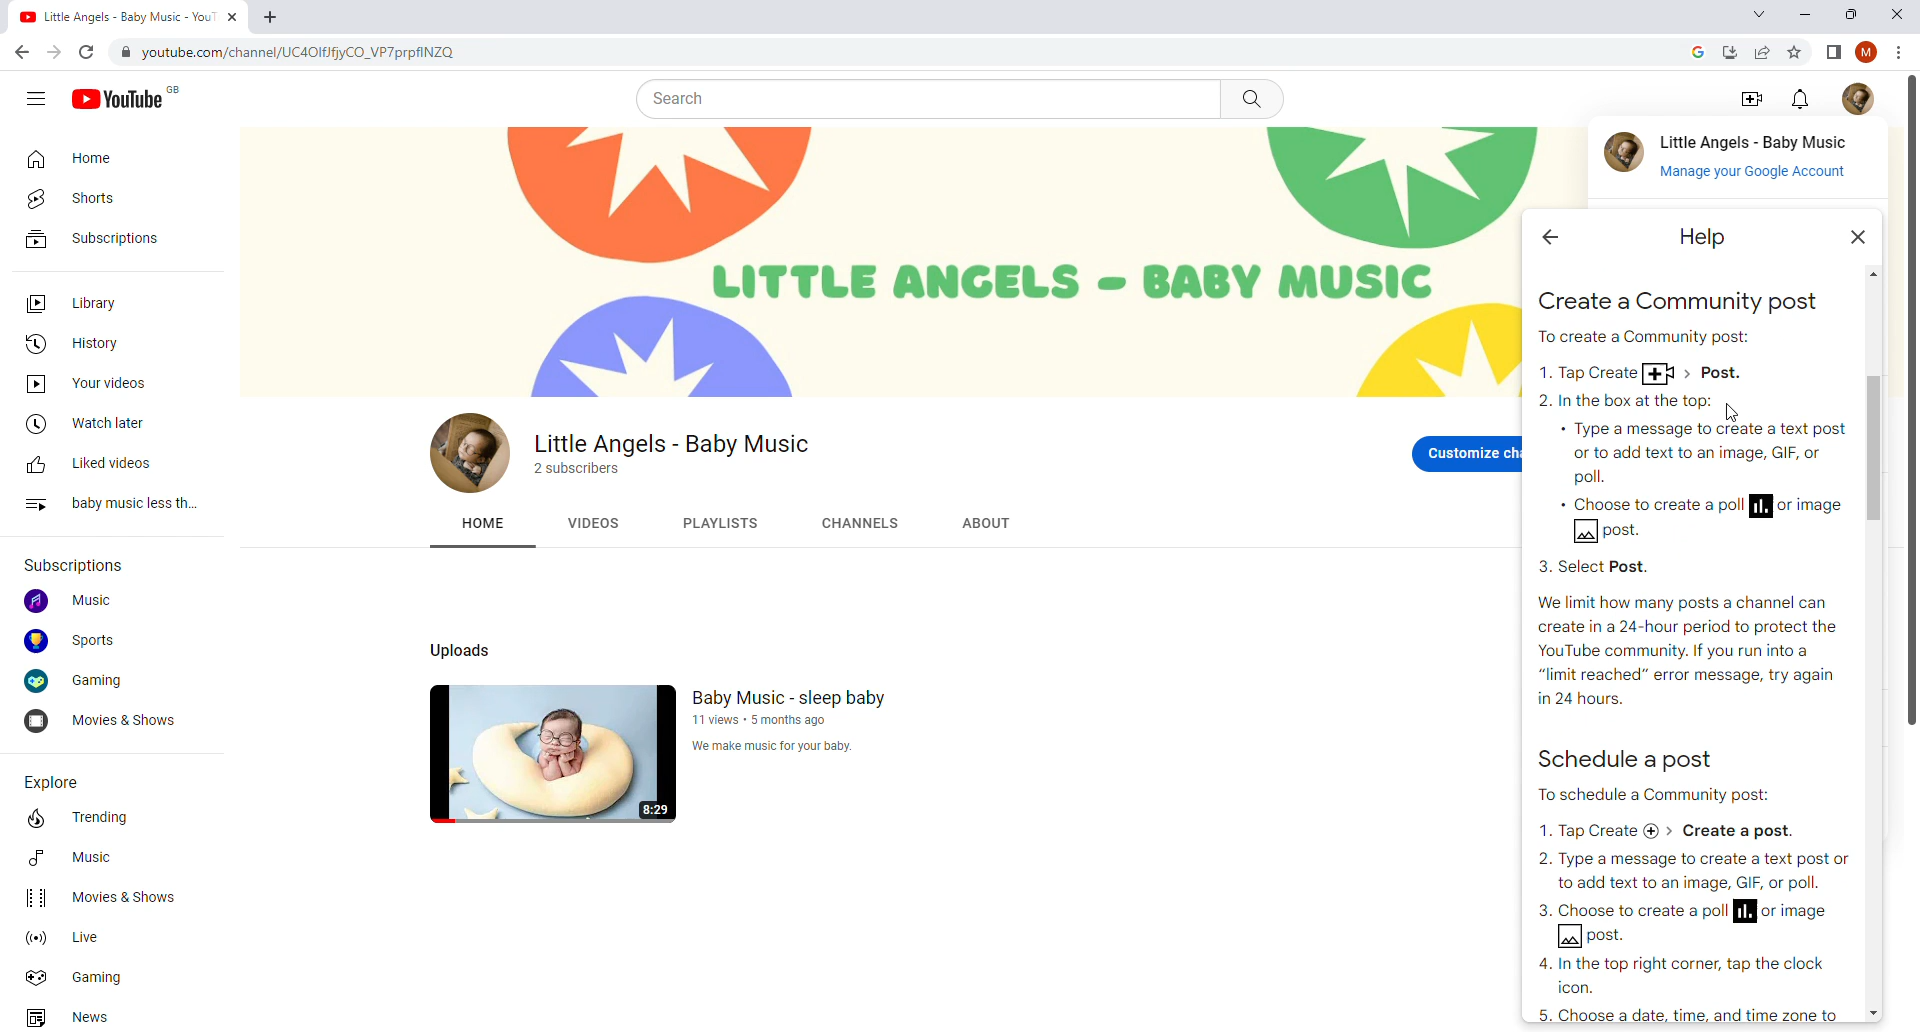 Little Angels - Baby Music - YouT
youtube.com/channel/UC4OlfJfjyCO_VP7prpflNZQ
M
YouTube GB
Search
Home
Shorts
Subscriptions
Library
History
Your videos
Watch later
Liked videos
baby music less th...
Subscriptions
Music
Sports
Gaming
Movies & Shows
Explore
Trending
Music
Movies & Shows
Live
Gaming
News
LITTLE ANGELS - BABY MUSIC
Little Angels - Baby Music
2 subscribers
Customize cha
HOME VIDEOS PLAYLISTS CHANNELS ABOUT
Uploads
8:29
Baby Music - sleep baby
11 views • 5 months ago
We make music for your baby.
Little Angels - Baby Music
Manage your Google Account
Help
Create a Community post
To create a Community post:
1. Tap Create > Post.
2. In the box at the top:
• Type a message to create a text post
or to add text to an image, GIF, or
poll.
• Choose to create a poll or image
post.
3. Select Post.
We limit how many posts a channel can
create in a 24-hour period to protect the
YouTube community. If you run into a
“limit reached” error message, try again
in 24 hours.
Schedule a post
To schedule a Community post:
1. Tap Create > Create a post.
2. Type a message to create a text post or
to add text to an image, GIF, or poll.
3. Choose to create a poll or image
post.
4. In the top right corner, tap the clock
icon.
5. Choose a date, time, and time zone to